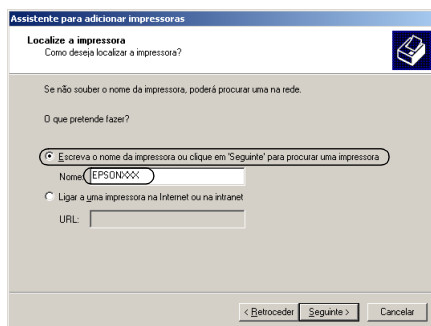 Assistente para adicionar impressoras
Localize a impressora
Como deseja localizar a impressora?
Se não souber o nome da impressora, poderá procurar uma na rede.
O que pretende fazer?
Escreva o nome da impressora ou clique em 'Seguinte' para procurar uma impressora
Nome: EPSONXXX
Ligar a uma impressora na Internet ou na intranet
URL:
< Retroceder Seguinte > Cancelar